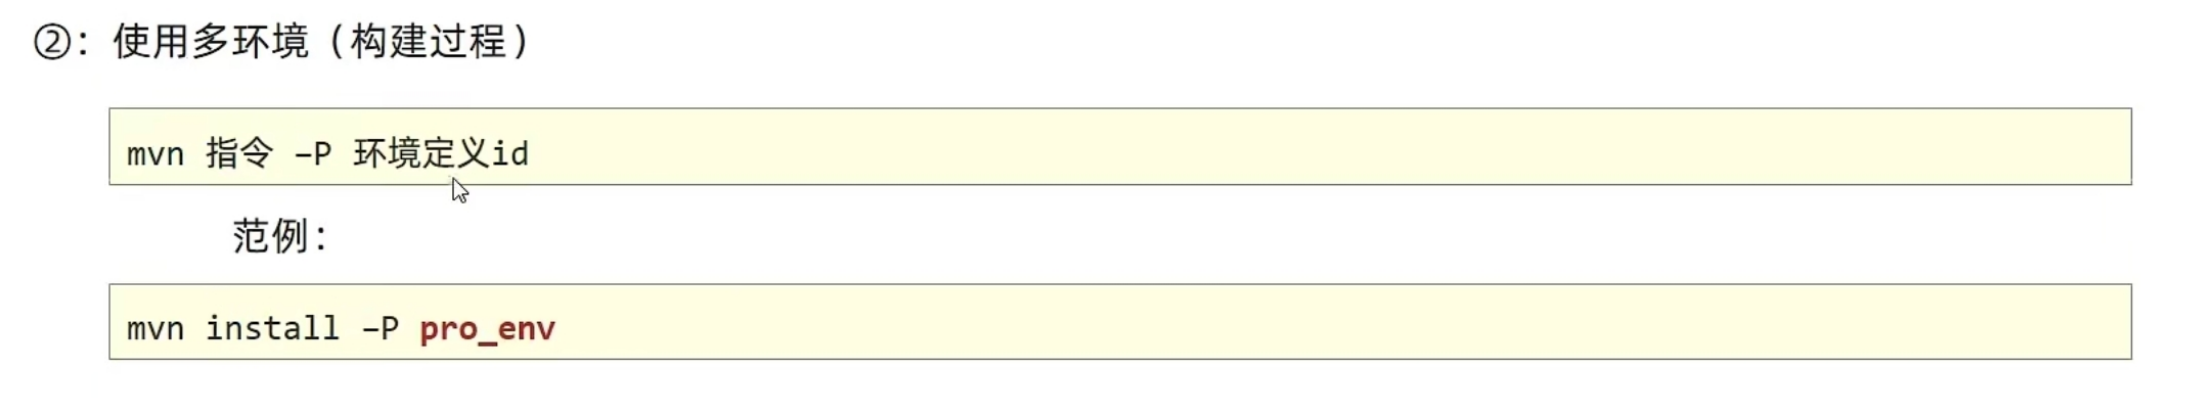 ②：使用多环境（构建过程）
mvn 指令 –P 环境定义id
范例：
mvn install –P pro_env